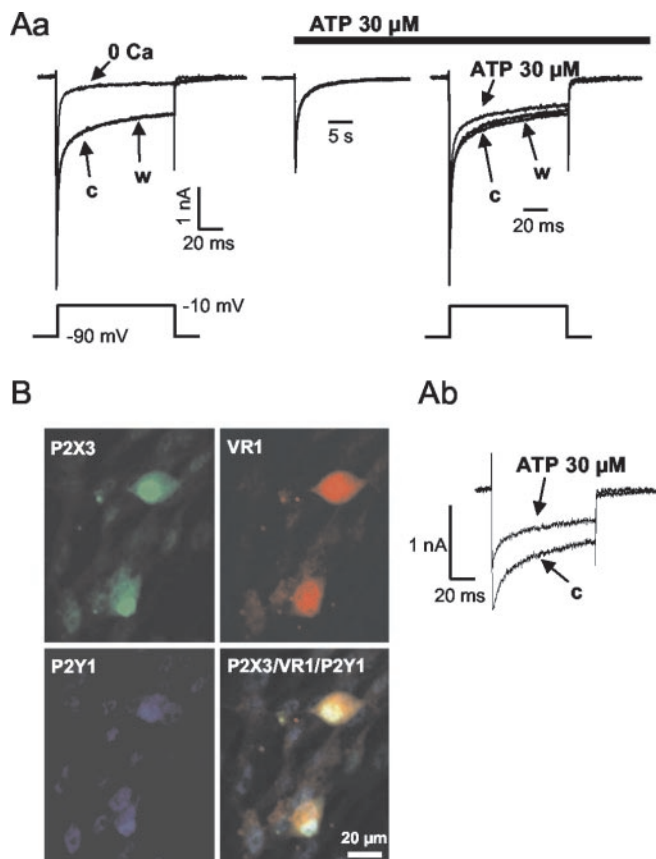 Aa
ATP 30 µM
0 Ca
ATP 30 µM
5 s
c
w
1 nA
20 ms
c
w
20 ms
-10 mV
-90 mV
B
Ab
P2X3
VR1
ATP 30 µM
1 nA
20 ms
c
P2Y1
P2X3/VR1/P2Y1
20 µm